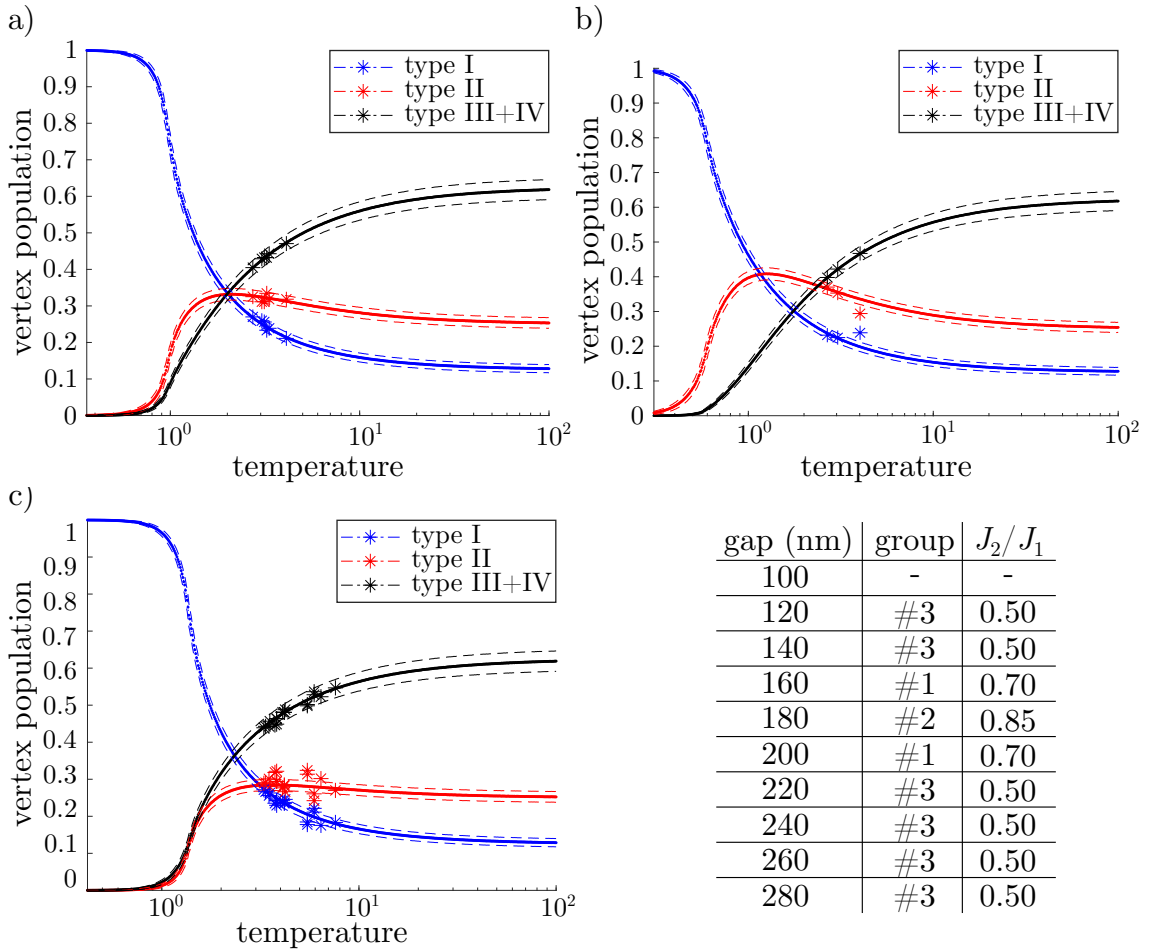 a)
type I
type II
type III+IV
vertex population
1
0.9
0.8
0.7
0.6
0.5
0.4
0.3
0.2
0.1
0
10^0
10^1
10^2
temperature
b)
type I
type II
type III+IV
vertex population
1
0.9
0.8
0.7
0.6
0.5
0.4
0.3
0.2
0.1
0
10^0
10^1
10^2
temperature
c)
type I
type II
type III+IV
vertex population
1
0.9
0.8
0.7
0.6
0.5
0.4
0.3
0.2
0.1
0
10^0
10^1
10^2
temperature
gap (nm) group J_2/J_1
100 - -
120 #3 0.50
140 #3 0.50
160 #1 0.70
180 #2 0.85
200 #1 0.70
220 #3 0.50
240 #3 0.50
260 #3 0.50
280 #3 0.50